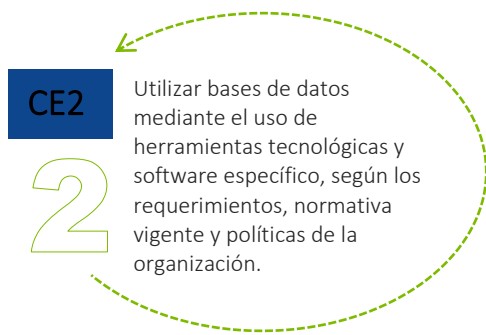 CE2
2
Utilizar bases de datos
mediante el uso de
herramientas tecnológicas y
software específico, según los
requerimientos, normativa
vigente y políticas de la
organización.